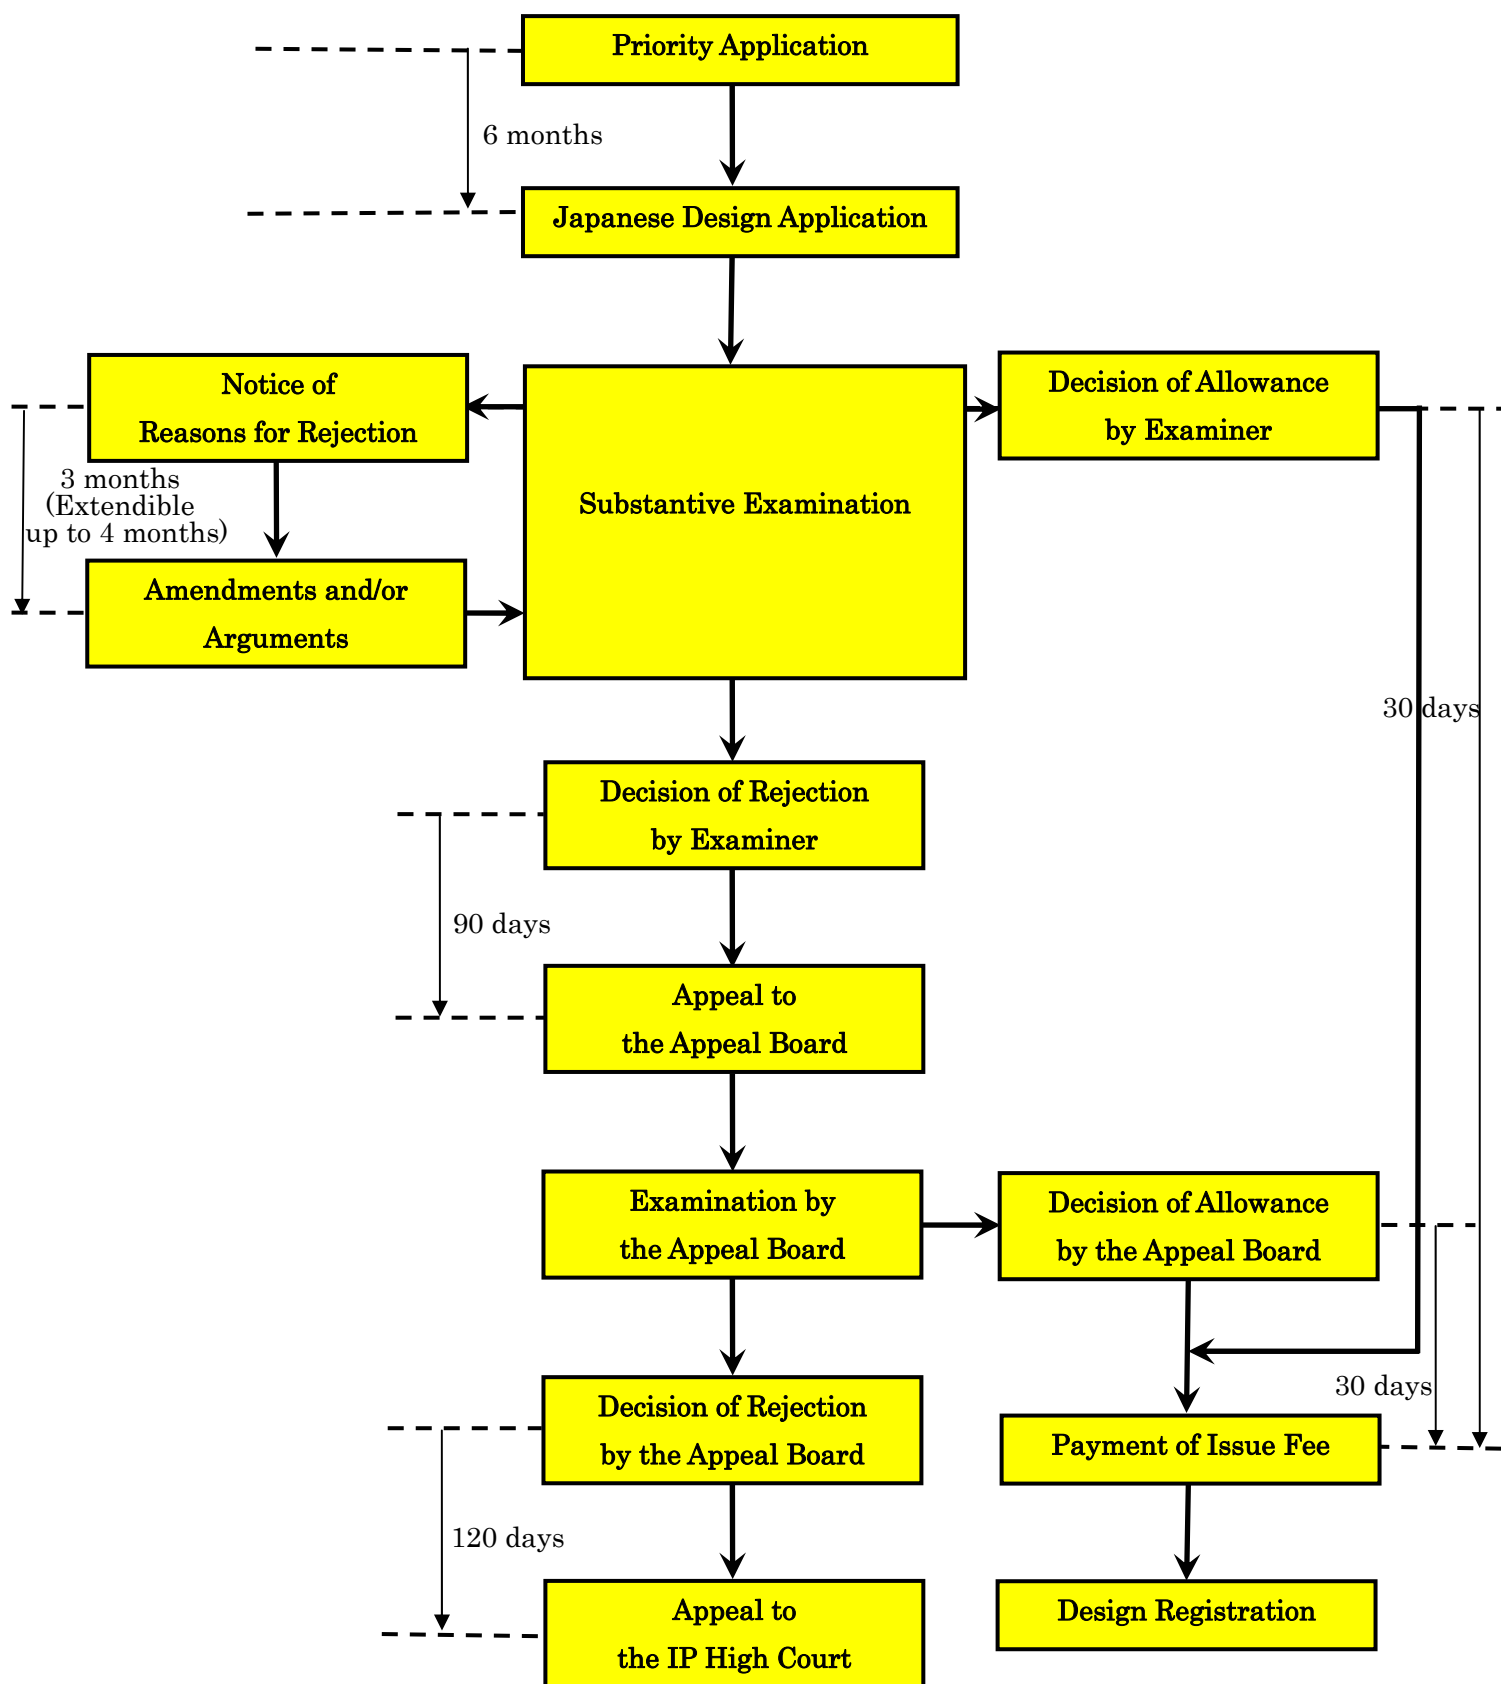 Priority Application
6 months
Japanese Design Application
Notice of
Reasons for Rejection
Decision of Allowance
by Examiner
3 months
(Extendible
up to 4 months)
Substantive Examination
Amendments and/or
Arguments
30 days
Decision of Rejection
by Examiner
90 days
Appeal to
the Appeal Board
Examination by
the Appeal Board
Decision of Allowance
by the Appeal Board
30 days
Decision of Rejection
by the Appeal Board
Payment of Issue Fee
120 days
Appeal to
the IP High Court
Design Registration